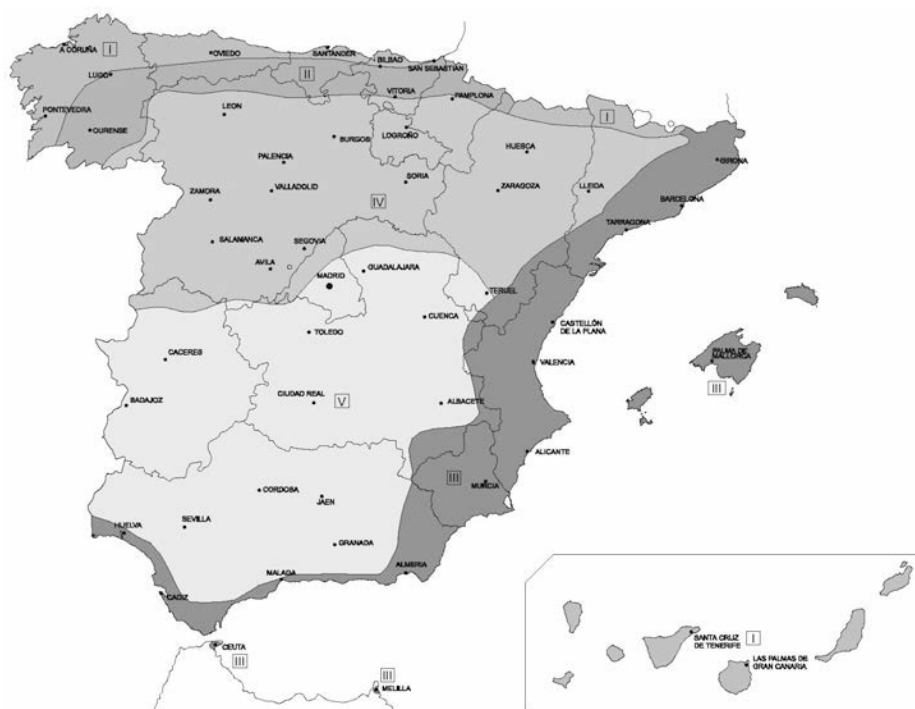 A CORUÑA
I
OVIEDO
SANTANDER
BILBAO
SAN SEBASTIÁN
LUGO
II
VITORIA
PAMPLONA
PONTEVEDRA
LEON
I
OURENSE
BURGOS
LOGROÑO
HUESCA
PALENCIA
GIRONA
SORIA
ZAMORA
VALLADOLID
ZARAGOZA
LLEIDA
IV
BARCELONA
TARRAGONA
SALAMANCA
SEGOVIA
AVILA
GUADALAJARA
MADRID
TERUEL
CUENCA
TOLEDO
CASTELLÓN
DE LA PLANA
CACERES
VALENCIA
PALMA DE
MALLORCA
III
BADAJOZ
CIUDAD REAL
V
ALBACETE
ALICANTE
III
MURCIA
CORDOBA
JAEN
HUELVA
SEVILLA
GRANADA
MALAGA
ALMERIA
CADIZ
CEUTA
III
III
MELILLA
SANTA CRUZ
DE TENERIFE
I
LAS PALMAS DE
GRAN CANARIA